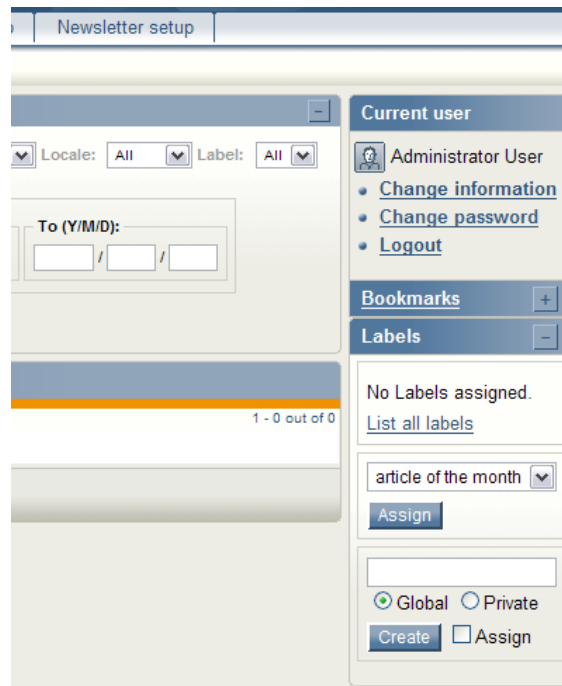 Newsletter setup
Current user
Locale: All Label: All
Administrator User
Change information
Change password
Logout
To (Y/M/D):
/ /
Bookmarks +
Labels −
No Labels assigned.
List all labels
1 - 0 out of 0
article of the month
Assign
Global Private
Create Assign